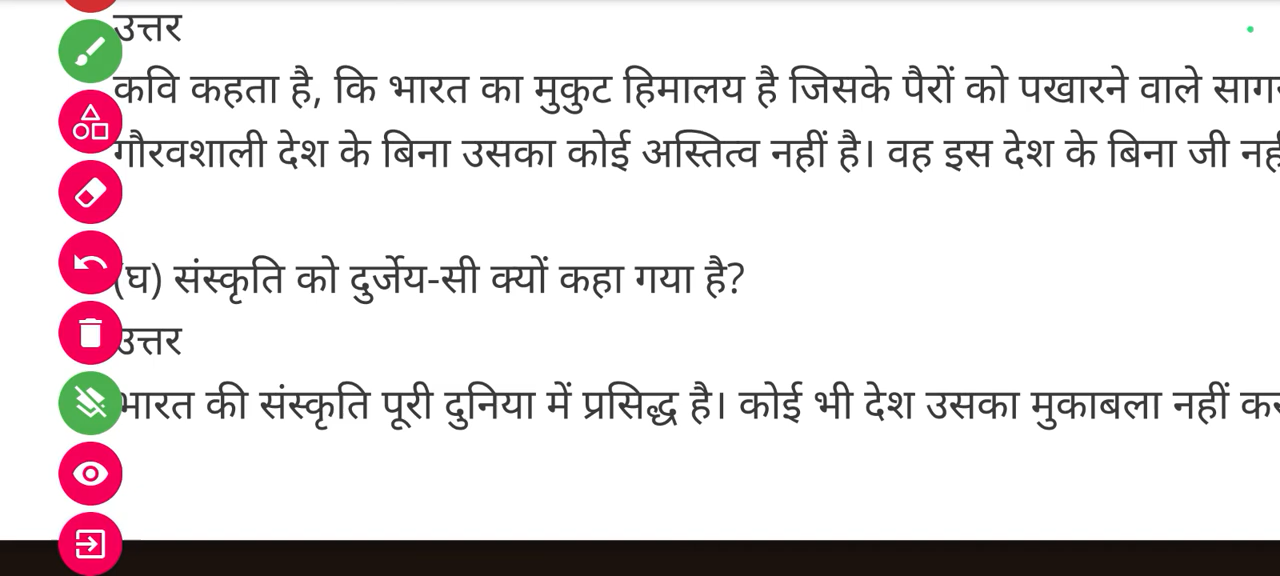 उत्तर
कवि कहता है, कि भारत का मुकुट हिमालय है जिसके पैरों को पखारने वाले
गौरवशाली देश के बिना उसका कोई अस्तित्व नहीं है। वह इस देश के बिना जी
(घ) संस्कृति को दुर्जेय-सी क्यों कहा गया है?
उत्तर
भारत की संस्कृति पूरी दुनिया में प्रसिद्ध है। कोई भी देश उसका मुकाबला नहीं